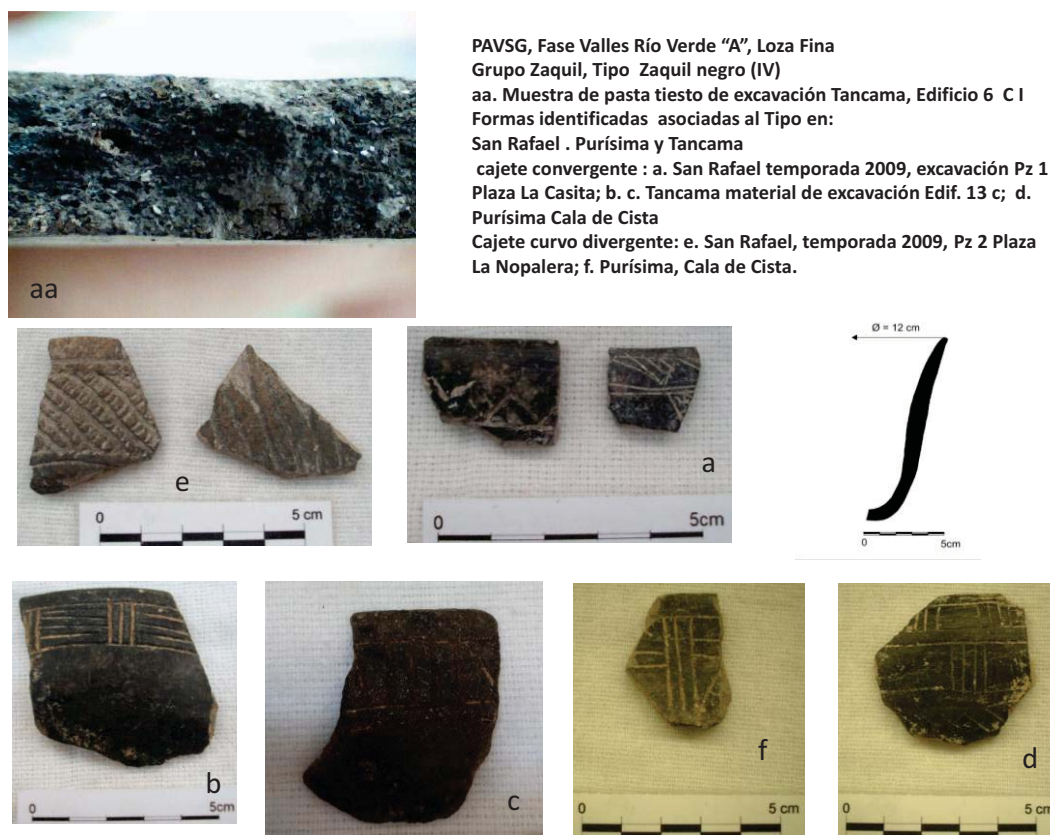 PAVSG, Fase Valles Río Verde “A”, Loza Fina
Grupo Zaquil, Tipo Zaquil negro (IV)
aa. Muestra de pasta tiesto de excavación Tancama, Edificio 6 C I
Formas identificadas asociadas al Tipo en:
San Rafael . Purísima y Tancama
cajete convergente : a. San Rafael temporada 2009, excavación Pz 1
Plaza La Casita; b. c. Tancama material de excavación Edif. 13 c; d.
Purísima Cala de Cista
Cajete curvo divergente: e. San Rafael, temporada 2009, Pz 2 Plaza
La Nopalera; f. Purísima, Cala de Cista.
aa
e
0 5cm
a
0 5cm
Ø = 12 cm
0 5cm
b
0 5cm
c
f
0 5 cm
d
0 5 cm